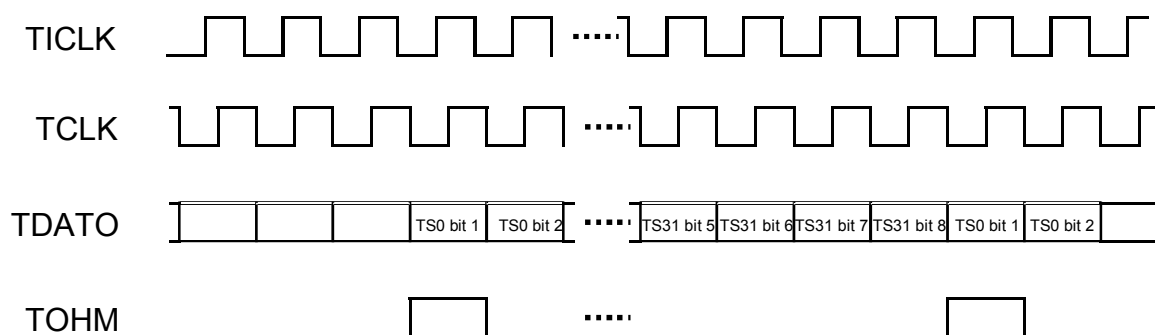 TICLK
TCLK
TDATO TS0 bit 1 TS0 bit 2 TS31 bit 5 TS31 bit 6 TS31 bit 7 TS31 bit 8 TS0 bit 1 TS0 bit 2
TOHM